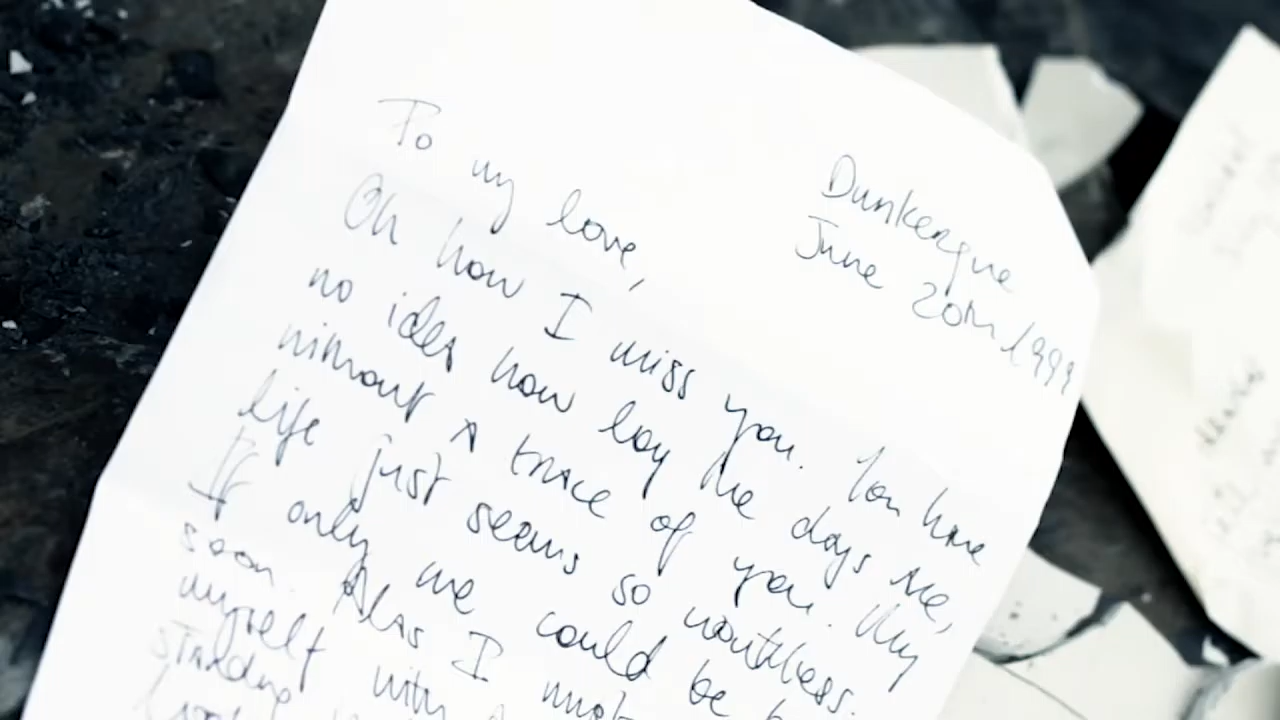 Dunkerque
June 20th 1999
To my love,
Oh how I miss you. You have
no idea how long the days are,
without a trace of you. My
life just seems so worthless.
If only we could be
soon. Alas I must
myself with